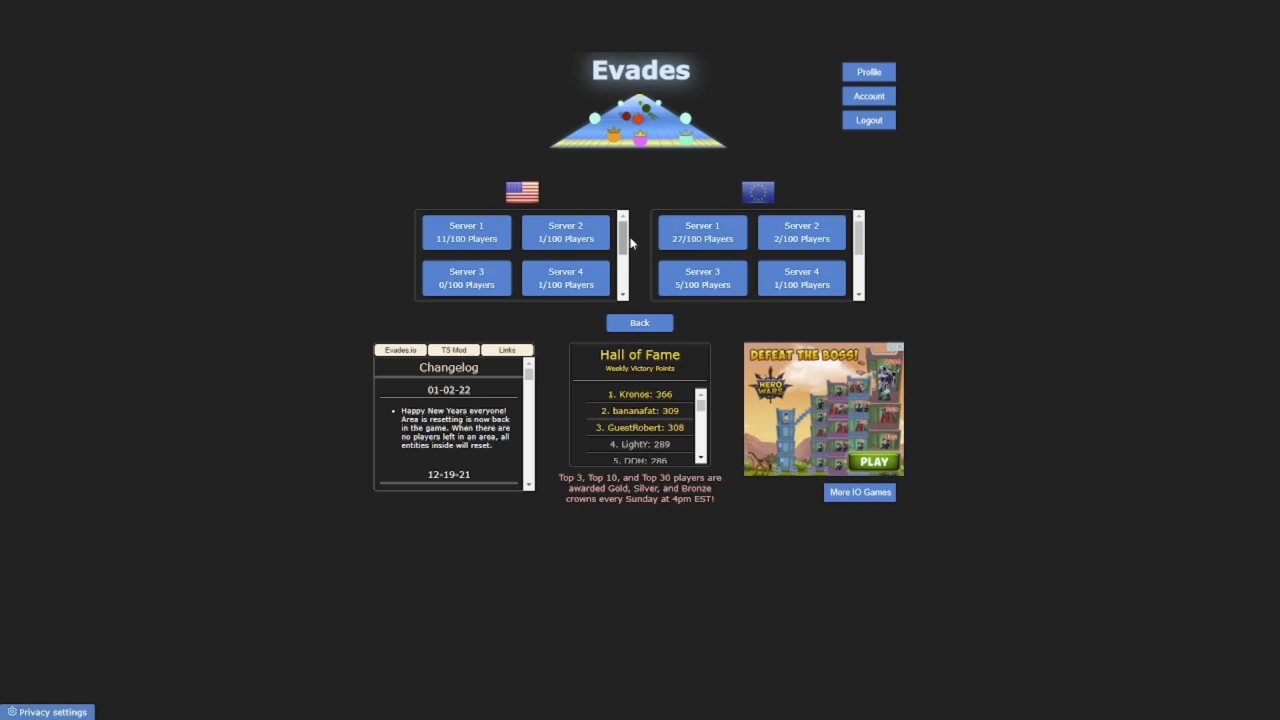 Evades
Profile
Account
Logout
Server 1
11/100 Players
Server 2
1/100 Players
Server 3
0/100 Players
Server 4
1/100 Players
Server 1
27/100 Players
Server 2
2/100 Players
Server 3
5/100 Players
Server 4
1/100 Players
Back
Evades.io
TS Mod
Links
Changelog
01-02-22
Happy New Years everyone!
Area is resetting is now back
in the game. When there are
no players left in an area, all
entities inside will reset.
12-19-21
Hall of Fame
Weekly Victory Points
1. Kronos: 366
2. bananafat: 309
3. GuestRobert: 308
4. LightY: 289
5. DDH: 286
Top 3, Top 10, and Top 30 players are
awarded Gold, Silver, and Bronze
crowns every Sunday at 4pm EST!
DEFEAT THE BOSS!
HERO
WARS
PLAY
More IO Games
Privacy settings